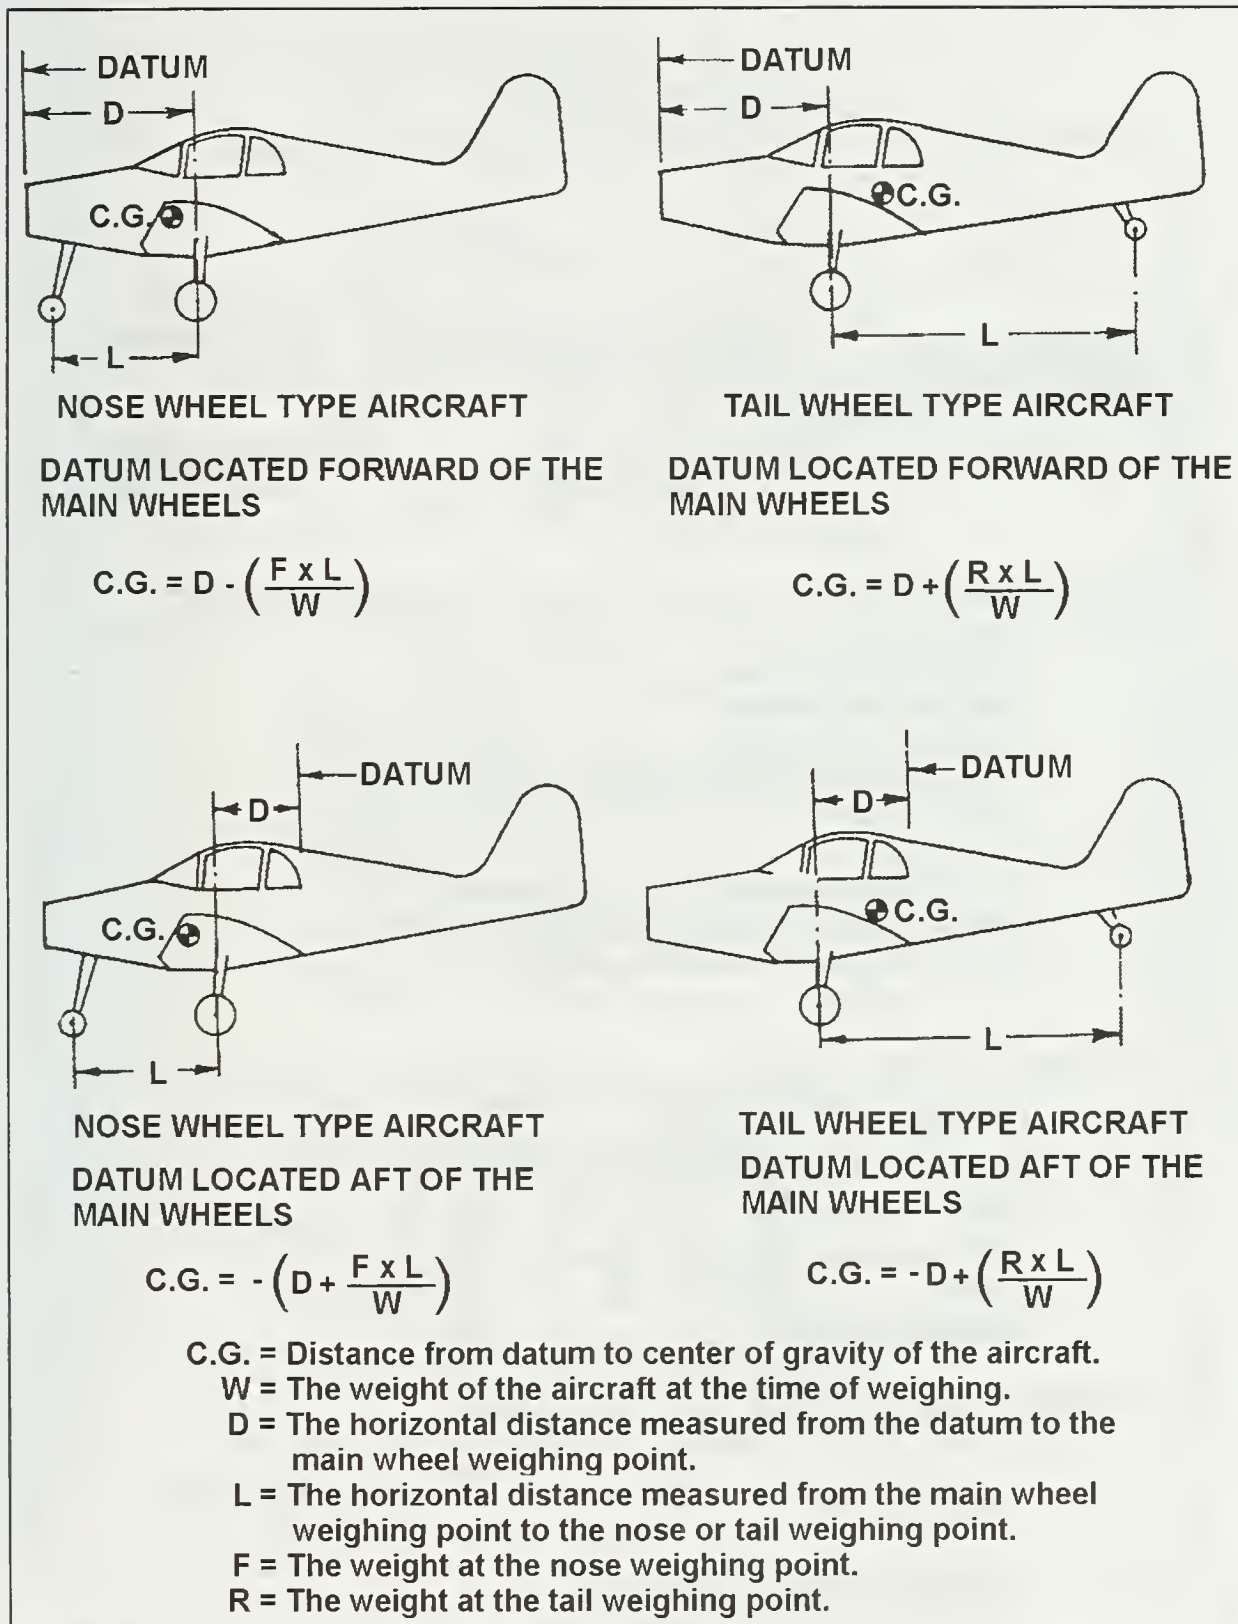 DATUM
D
C.G.
L
NOSE WHEEL TYPE AIRCRAFT
DATUM LOCATED FORWARD OF THE
MAIN WHEELS
C.G. = D - (F x L / W)
DATUM
D
C.G.
L
TAIL WHEEL TYPE AIRCRAFT
DATUM LOCATED FORWARD OF THE
MAIN WHEELS
C.G. = D + (R x L / W)
DATUM
D
C.G.
L
NOSE WHEEL TYPE AIRCRAFT
DATUM LOCATED AFT OF THE
MAIN WHEELS
C.G. = - (D + F x L / W)
DATUM
D
C.G.
L
TAIL WHEEL TYPE AIRCRAFT
DATUM LOCATED AFT OF THE
MAIN WHEELS
C.G. = - D + (R x L / W)
C.G. = Distance from datum to center of gravity of the aircraft.
W = The weight of the aircraft at the time of weighing.
D = The horizontal distance measured from the datum to the
main wheel weighing point.
L = The horizontal distance measured from the main wheel
weighing point to the nose or tail weighing point.
F = The weight at the nose weighing point.
R = The weight at the tail weighing point.